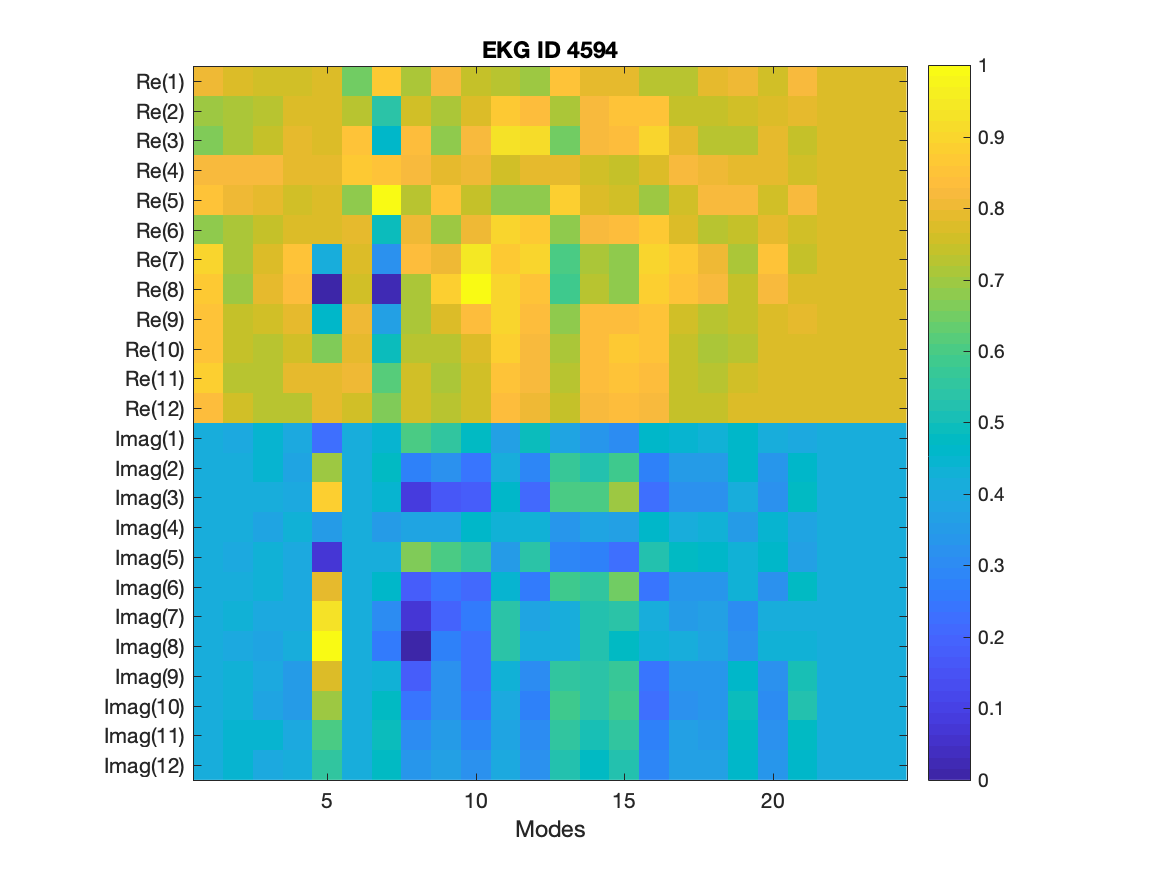 EKG ID 4594
Re(1)
Re(2)
Re(3)
Re(4)
Re(5)
Re(6)
Re(7)
Re(8)
Re(9)
Re(10)
Re(11)
Re(12)
Imag(1)
Imag(2)
Imag(3)
Imag(4)
Imag(5)
Imag(6)
Imag(7)
Imag(8)
Imag(9)
Imag(10)
Imag(11)
Imag(12)
5 10 15 20
Modes
1
0.9
0.8
0.7
0.6
0.5
0.4
0.3
0.2
0.1
0